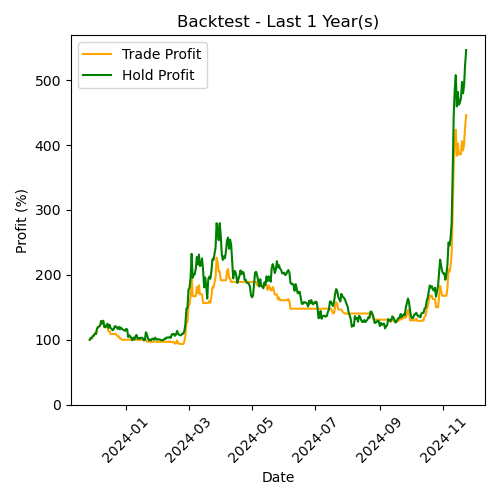 Backtest - Last 1 Year(s)
Trade Profit
Hold Profit
Profit (%)
500
400
300
200
100
0
2024-01
2024-03
2024-05
2024-07
2024-09
2024-11
Date